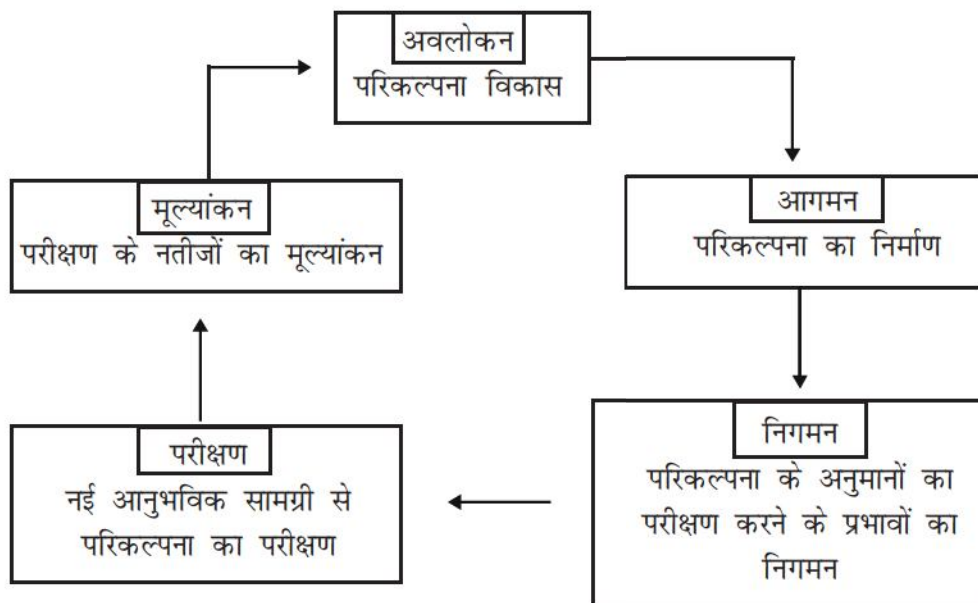 अवलोकन
परिकल्पना विकास
आगमन
परिकल्पना का निर्माण
निगमन
परिकल्पना के अनुमानों का
परीक्षण करने के प्रभावों का
निगमन
परीक्षण
नई आनुभविक सामग्री से
परिकल्पना का परीक्षण
मूल्यांकन
परीक्षण के नतीजों का मूल्यांकन